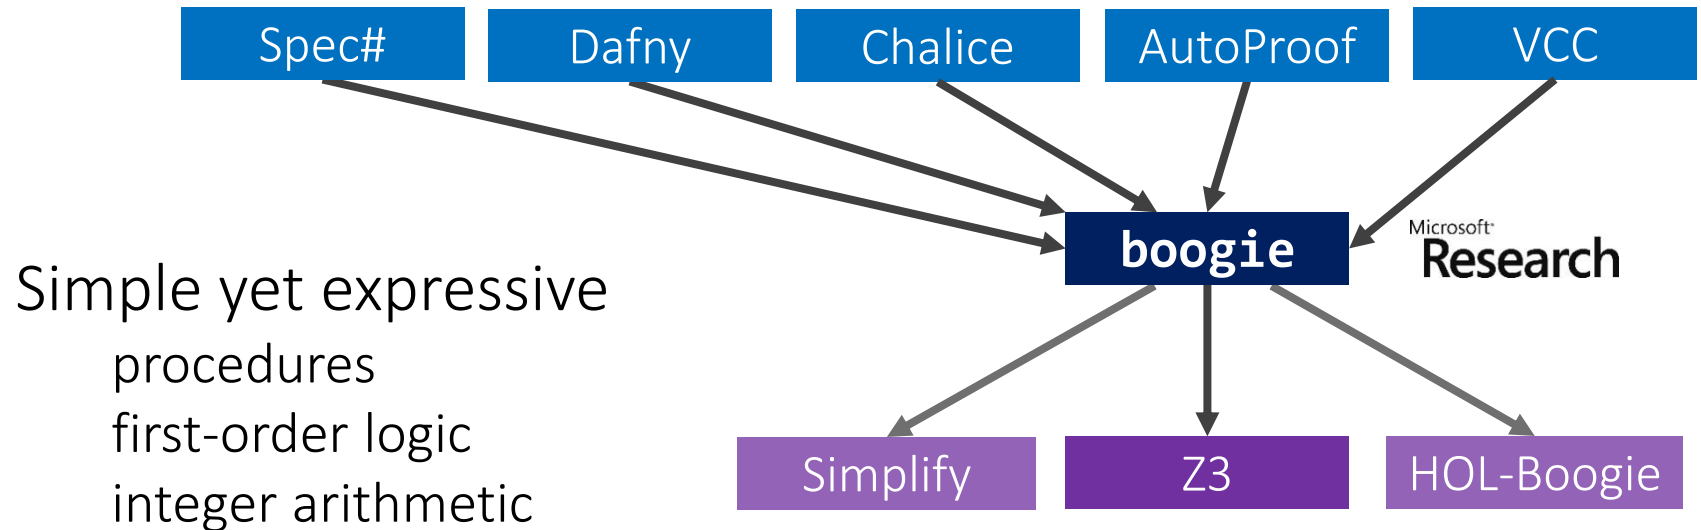 Spec#
Dafny
Chalice
AutoProof
VCC
boogie
Microsoft
Research
Simple yet expressive
procedures
first-order logic
integer arithmetic
Simplify
Z3
HOL-Boogie